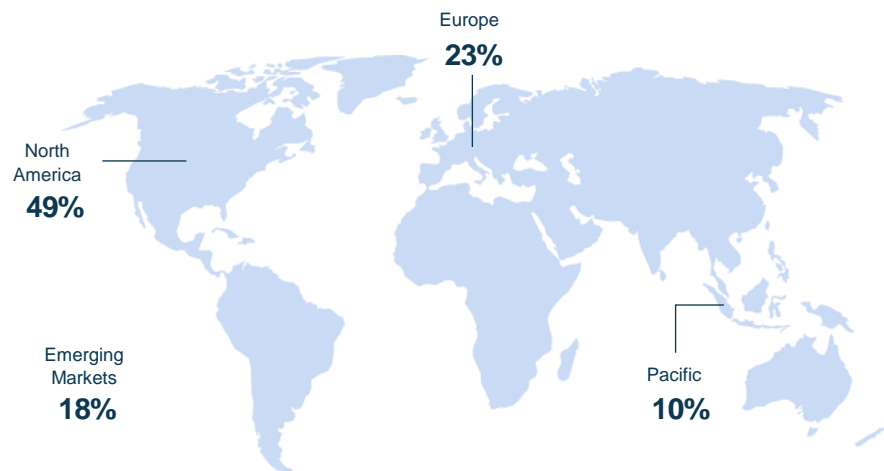 Europe
23%
North
America
49%
Emerging
Markets
18%
Pacific
10%